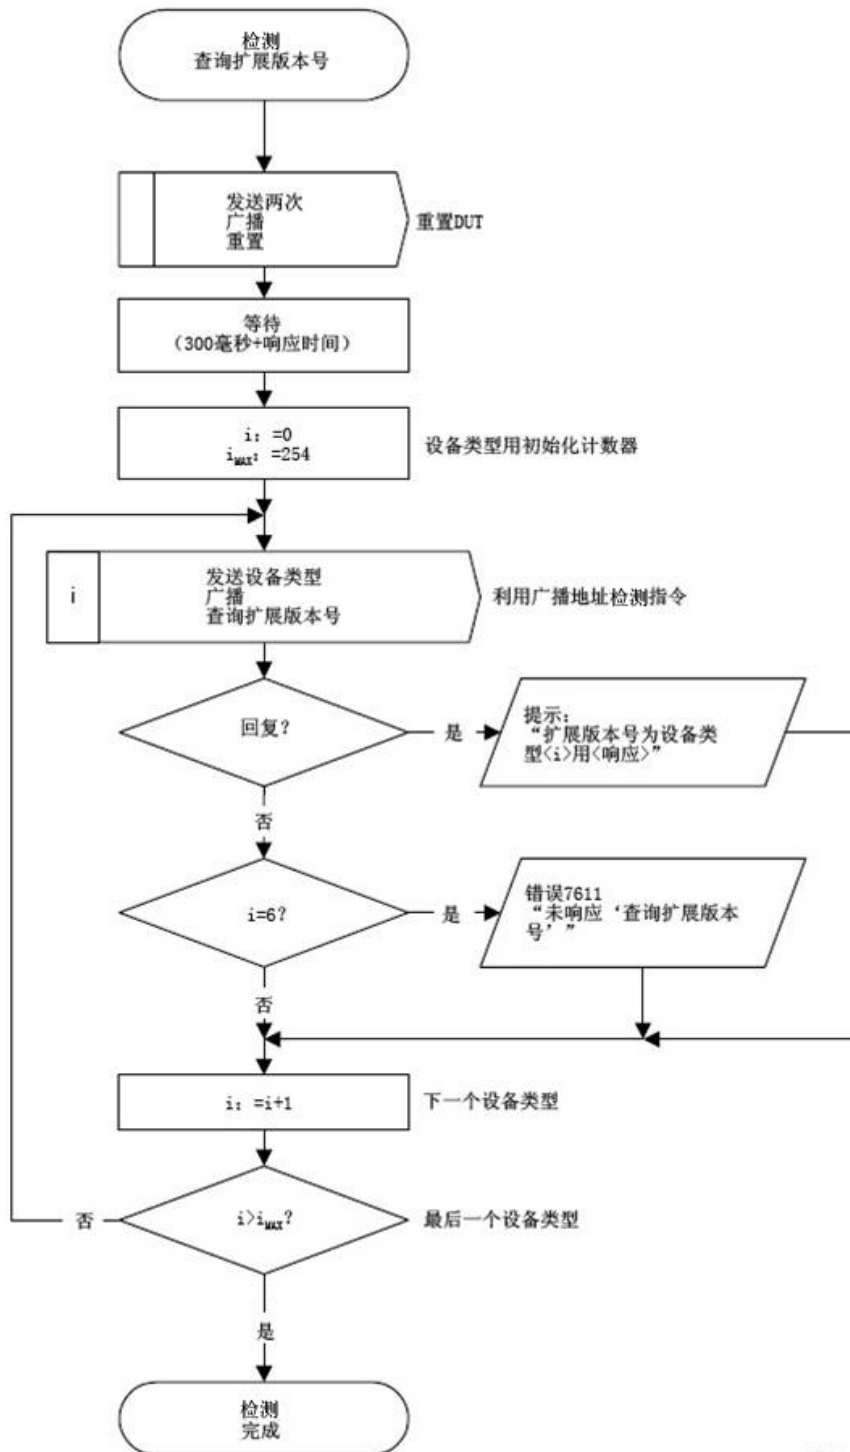 检测
查询扩展版本号
发送两次
广播
重置
重置DUT
等待
（300毫秒+响应时间）
i：=0
iMAX：=254
设备类型用初始化计数器
i
发送设备类型
广播
查询扩展版本号
利用广播地址检测指令
回复？
是
提示：
“扩展版本号为设备类
型<i>用<响应>”
否
i=6？
是
错误7611
“未响应‘查询扩展版本
号’”
否
i：=i+1
下一个设备类型
i>iMAX？
否
最后一个设备类型
是
检测
完成